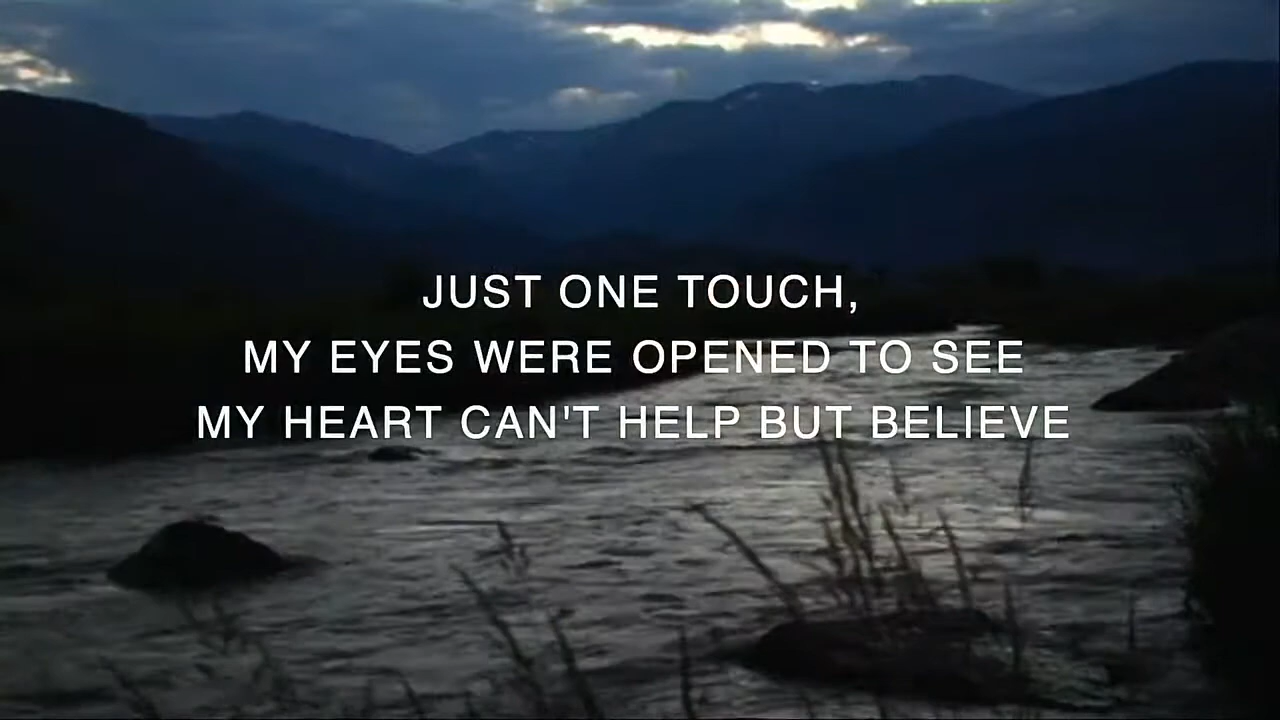 JUST ONE TOUCH,
MY EYES WERE OPENED TO SEE
MY HEART CAN'T HELP BUT BELIEVE